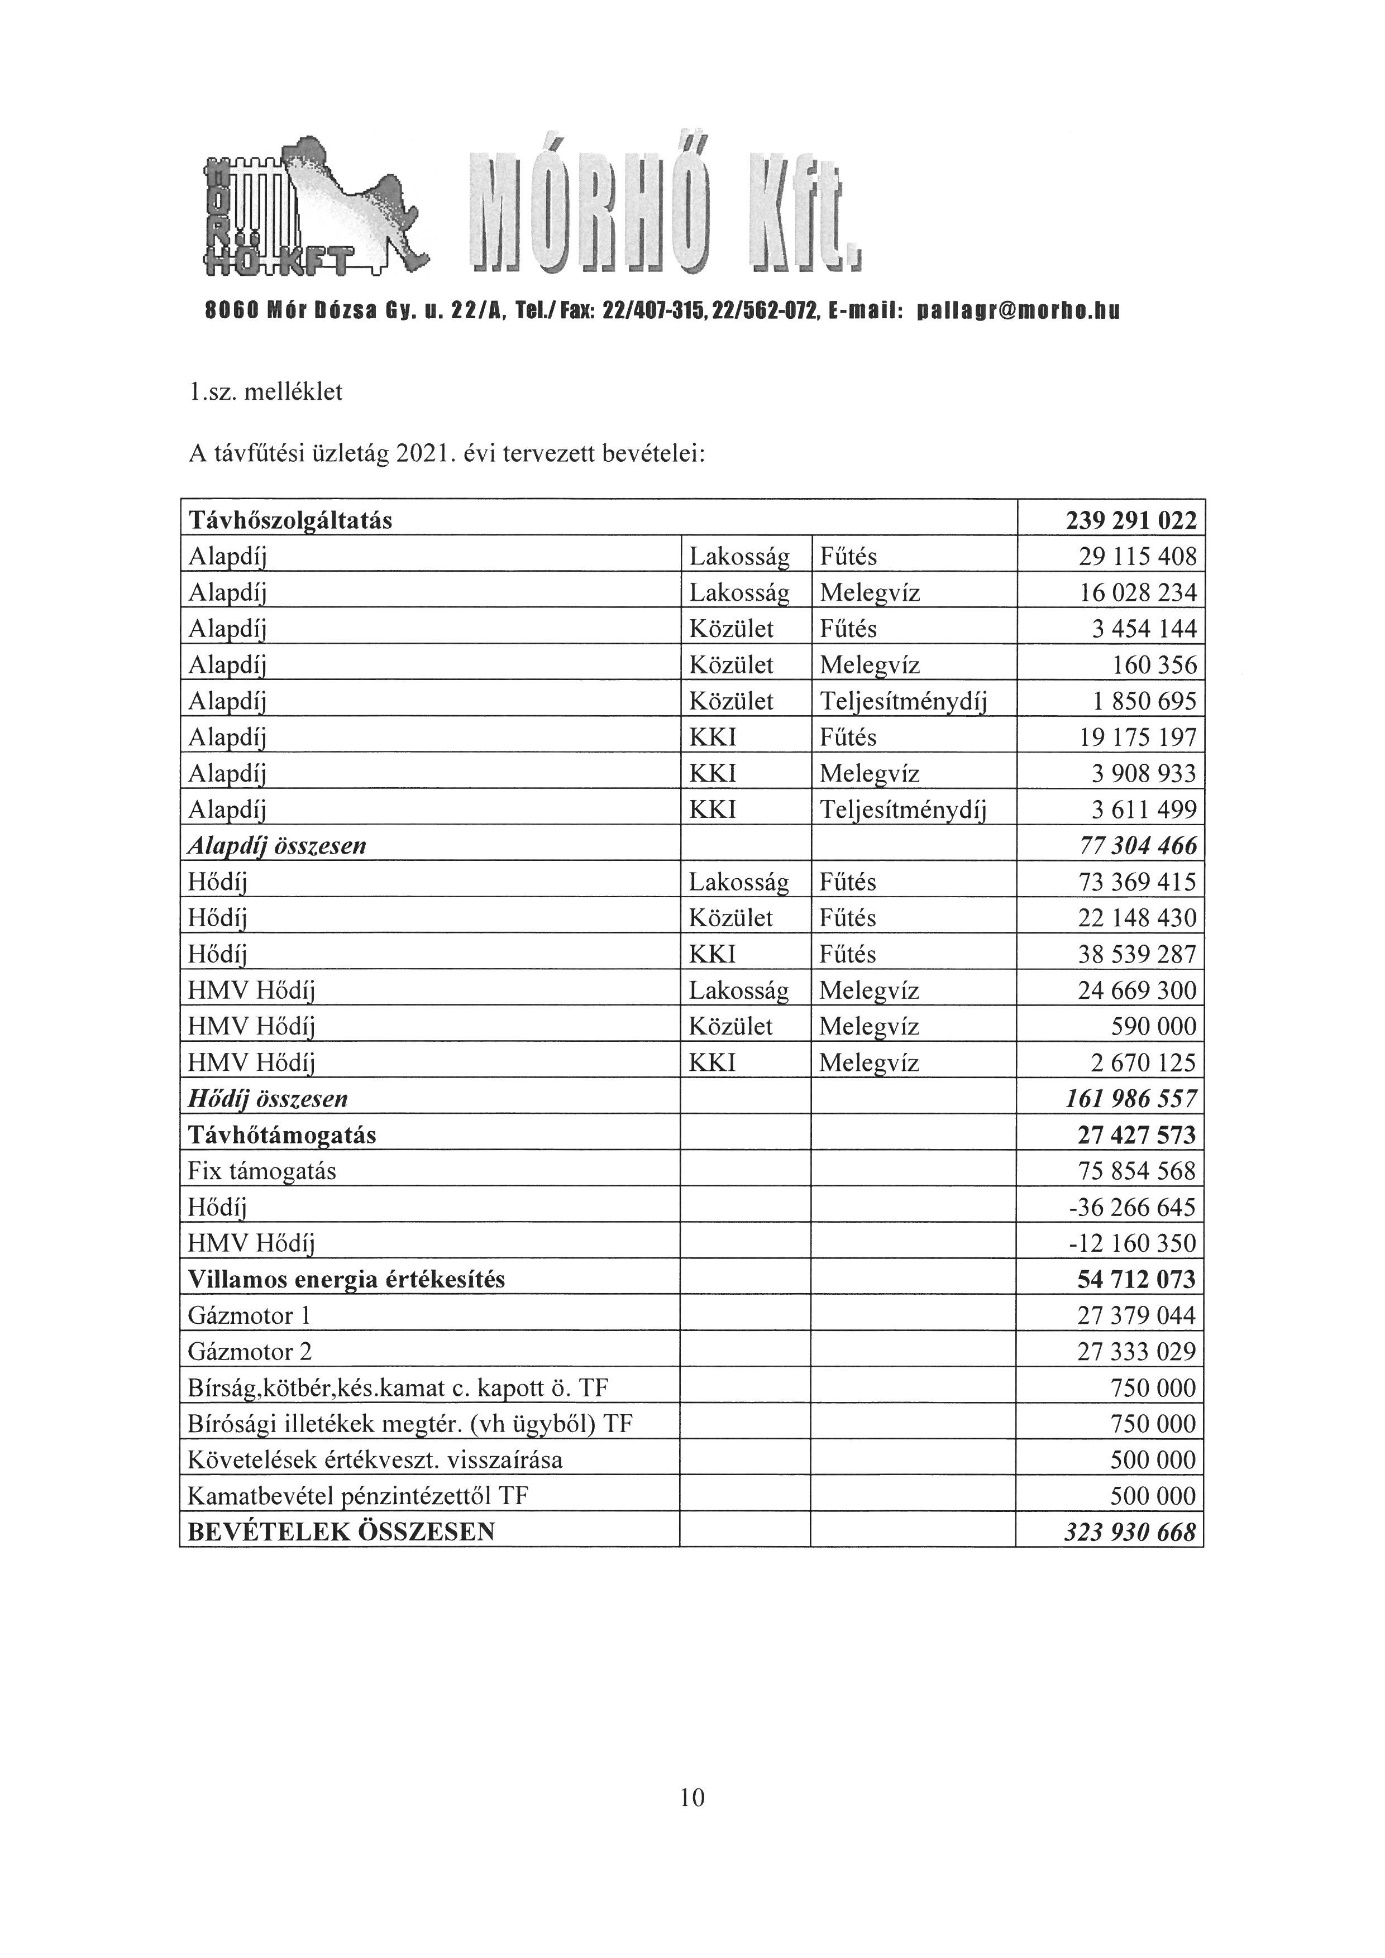 MÓRHŐ KFT
MÓRHŐ Kft.
8060 Mór Dózsa Gy. u. 22/A, Tel./Fax: 22/407-315, 22/562-072, E-mail: pallagr@morho.hu
1.sz. melléklet
A távfűtési üzletág 2021. évi tervezett bevételei:
Távhőszolgáltatás 239 291 022
Alapdíj Lakosság Fűtés 29 115 408
Alapdíj Lakosság Melegvíz 16 028 234
Alapdíj Közület Fűtés 3 454 144
Alapdíj Közület Melegvíz 160 356
Alapdíj Közület Teljesítménydíj 1 850 695
Alapdíj KKI Fűtés 19 175 197
Alapdíj KKI Melegvíz 3 908 933
Alapdíj KKI Teljesítménydíj 3 611 499
Alapdíj összesen 77 304 466
Hődíj Lakosság Fűtés 73 369 415
Hődíj Közület Fűtés 22 148 430
Hődíj KKI Fűtés 38 539 287
HMV Hődíj Lakosság Melegvíz 24 669 300
HMV Hődíj Közület Melegvíz 590 000
HMV Hődíj KKI Melegvíz 2 670 125
Hődíj összesen 161 986 557
Távhőtámogatás 27 427 573
Fix támogatás 75 854 568
Hődíj -36 266 645
HMV Hődíj -12 160 350
Villamos energia értékesítés 54 712 073
Gázmotor 1 27 379 044
Gázmotor 2 27 333 029
Bírság,kötbér,kés.kamat c. kapott ö. TF 750 000
Bírósági illetékek megtér. (vh ügyből) TF 750 000
Követelések értékveszt. visszaírása 500 000
Kamatbevétel pénzintézettől TF 500 000
BEVÉTELEK ÖSSZESEN 323 930 668
10